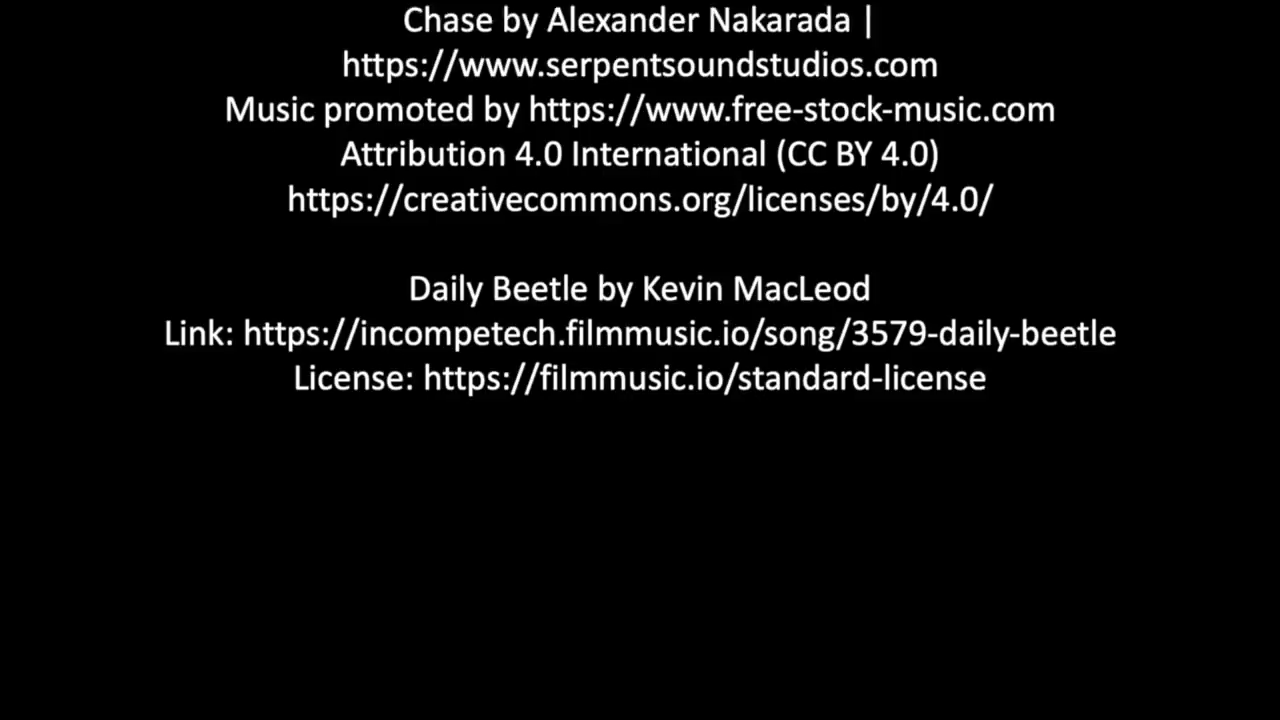 Chase by Alexander Nakarada |
https://www.serpentsoundstudios.com
Music promoted by https://www.free-stock-music.com
Attribution 4.0 International (CC BY 4.0)
https://creativecommons.org/licenses/by/4.0/
Daily Beetle by Kevin MacLeod
Link: https://incompetech.filmmusic.io/song/3579-daily-beetle
License: https://filmmusic.io/standard-license